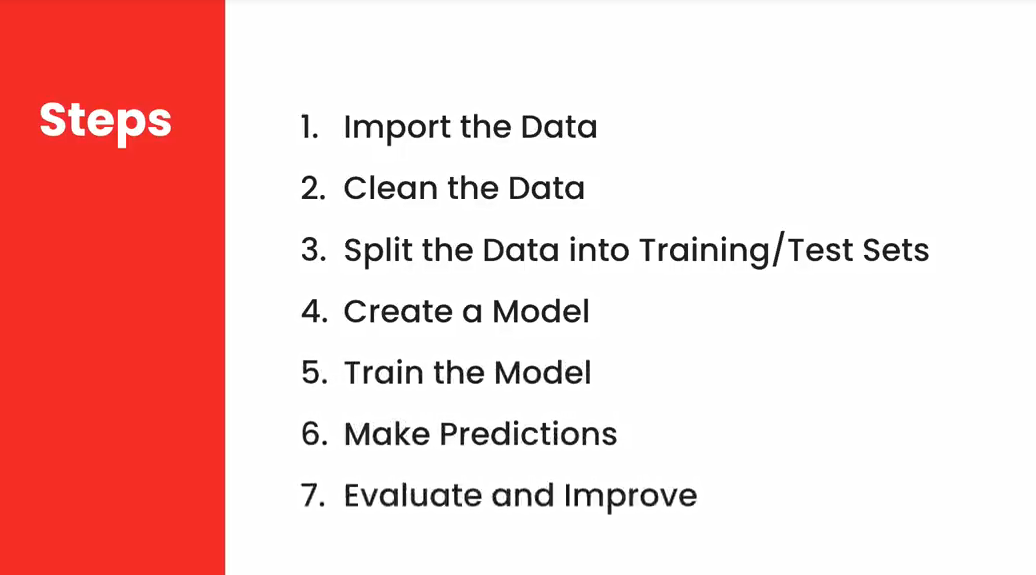 Steps
1. Import the Data
2. Clean the Data
3. Split the Data into Training/Test Sets
4. Create a Model
5. Train the Model
6. Make Predictions
7. Evaluate and Improve